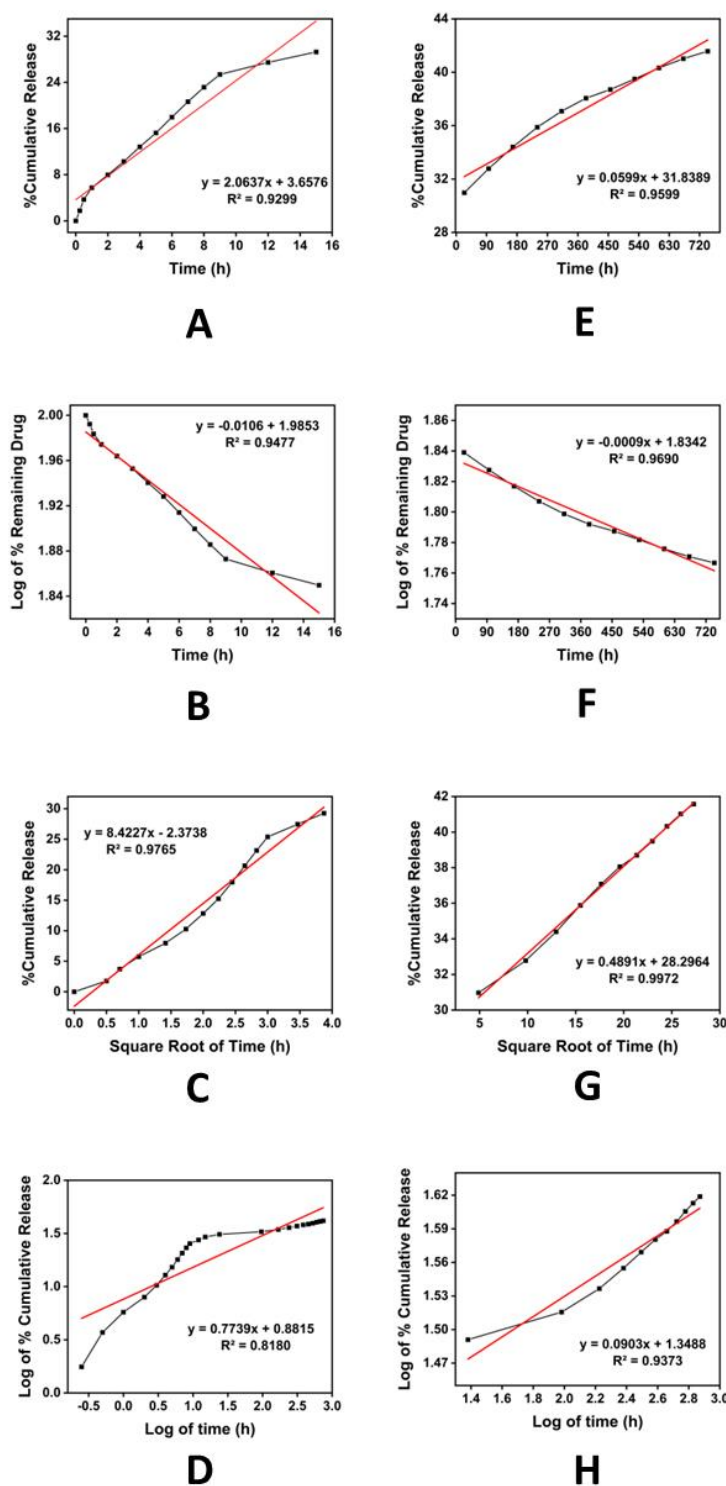 32
24
16
8
0
%Cumulative Release
y = 2.0637x + 3.6576
R² = 0.9299
0 2 4 6 8 10 12 14 16
Time (h)
A
44
40
36
31
28
%Cumulative Release
y = 0.0599x + 31.8389
R² = 0.9599
0 90 180 270 360 450 540 630 720
Time (h)
E
2.00
1.96
1.92
1.88
1.84
Log of % Remaining Drug
y = -0.0106 + 1.9853
R² = 0.9477
0 2 4 6 8 10 12 14 16
Time (h)
B
1.86
1.84
1.82
1.80
1.78
1.76
1.74
Log of % Remaining Drug
y = -0.0009x + 1.8342
R² = 0.9690
0 90 180 270 360 450 540 630 720
Time (h)
F
30
25
20
15
10
5
0
%Cumulative Release
y = 8.4227x - 2.3738
R² = 0.9765
0.0 0.5 1.0 1.5 2.0 2.5 3.0 3.5 4.0
Square Root of Time (h)
C
42
40
38
36
34
32
30
%Cumulative Release
y = 0.4891x + 28.2964
R² = 0.9972
5 10 15 20 25 30
Square Root of Time (h)
G
2.0
1.5
1.0
0.5
0.0
Log of % Cumulative Release
y = 0.7739x + 0.8815
R² = 0.8180
-0.5 0.0 0.5 1.0 1.5 2.0 2.5 3.0
Log of time (h)
D
1.62
1.59
1.56
1.53
1.50
1.47
Log of % Cumulative Release
y = 0.0903x + 1.3488
R² = 0.9373
1.4 1.6 1.8 2.0 2.2 2.4 2.6 2.8 3.0
Log of time (h)
H